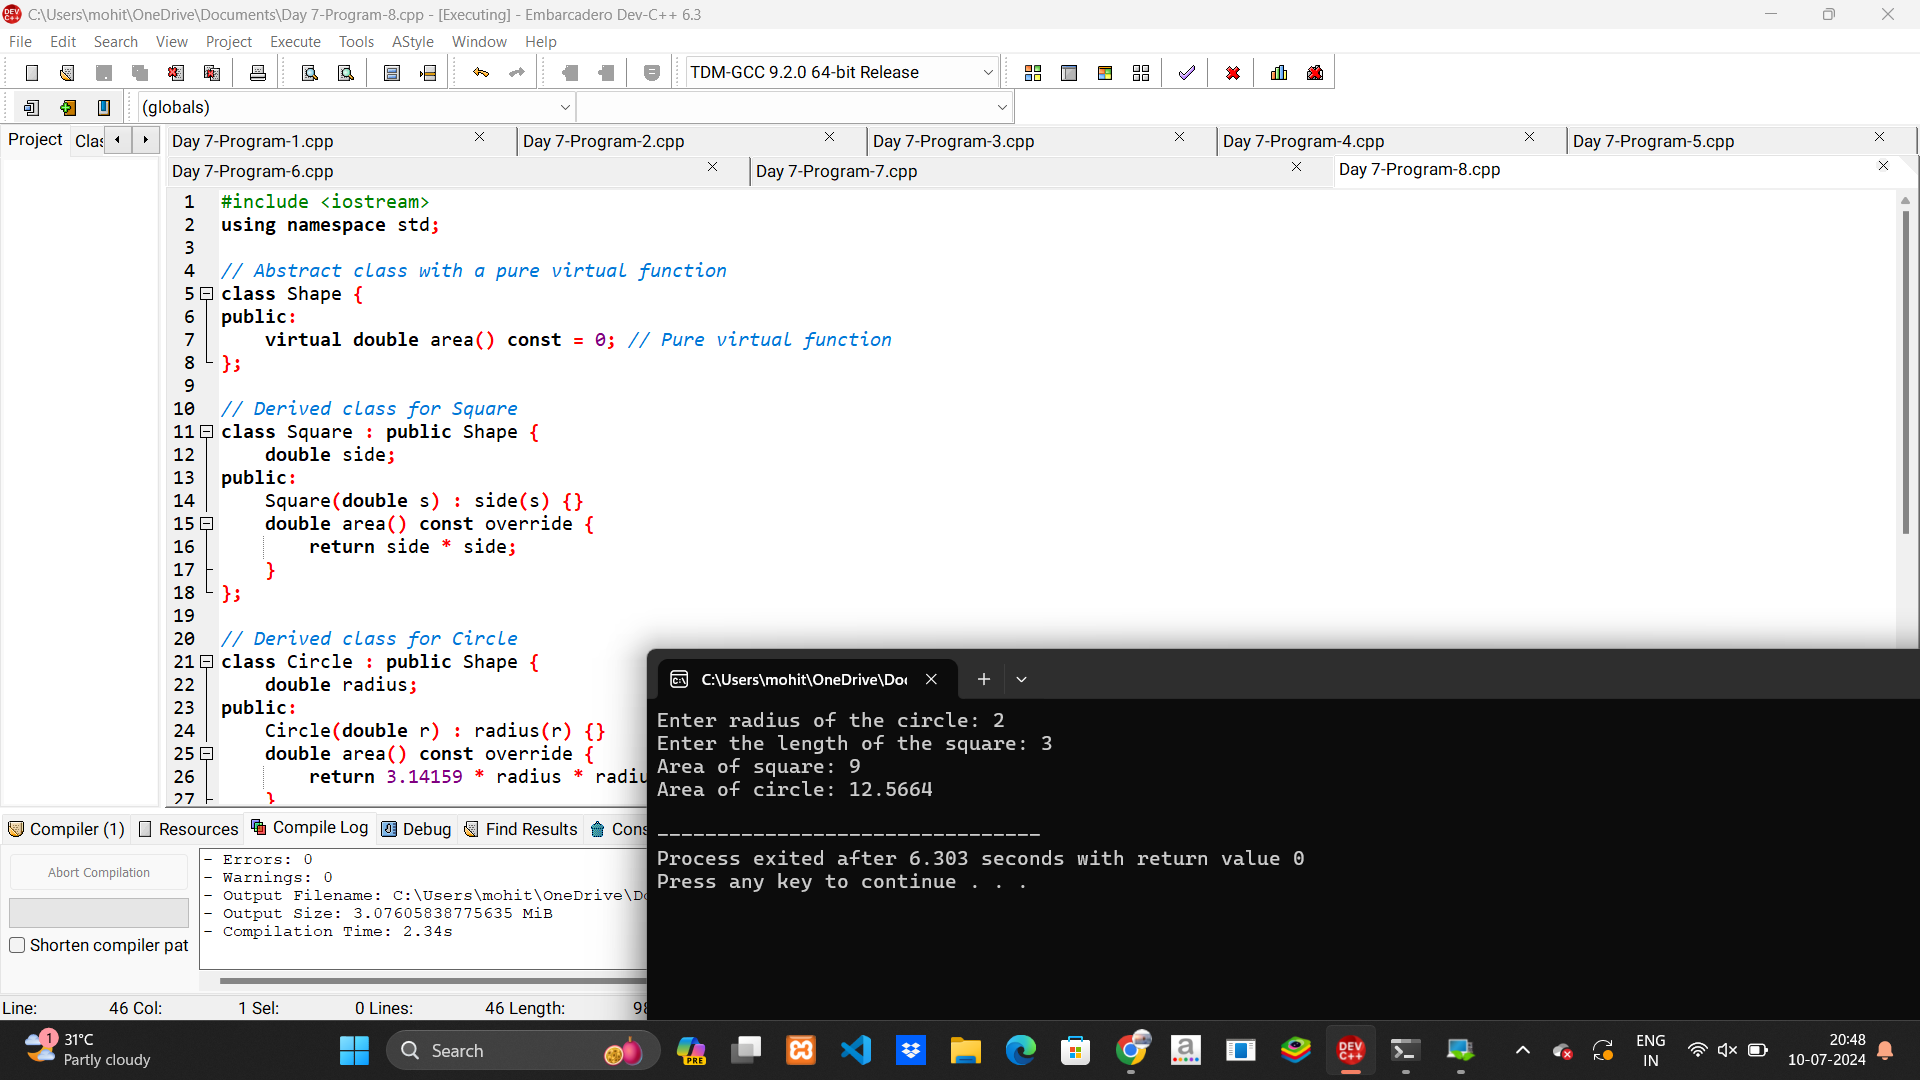 C:\Users\mohit\OneDrive\Documents\Day 7-Program-8.cpp - [Executing] - Embarcadero Dev-C++ 6.3
File Edit Search View Project Execute Tools AStyle Window Help
TDM-GCC 9.2.0 64-bit Release
(globals)
Project Clas
Day 7-Program-1.cpp Day 7-Program-2.cpp Day 7-Program-3.cpp Day 7-Program-4.cpp Day 7-Program-5.cpp
Day 7-Program-6.cpp Day 7-Program-7.cpp Day 7-Program-8.cpp
1 #include <iostream>
2 using namespace std;
3
4 // Abstract class with a pure virtual function
5 class Shape {
6 public:
7 virtual double area() const = 0; // Pure virtual function
8 };
9
10 // Derived class for Square
11 class Square : public Shape {
12 double side;
13 public:
14 Square(double s) : side(s) {}
15 double area() const override {
16 return side * side;
17 }
18 };
19
20 // Derived class for Circle
21 class Circle : public Shape {
22 double radius;
23 public:
24 Circle(double r) : radius(r) {}
25 double area() const override {
26 return 3.14159 * radius * radiu
27 }
C:\Users\mohit\OneDrive\Doc
Enter radius of the circle: 2
Enter the length of the square: 3
Area of square: 9
Area of circle: 12.5664
--------------------------------
Process exited after 6.303 seconds with return value 0
Press any key to continue . . .
Compiler (1) Resources Compile Log Debug Find Results Cons
Abort Compilation
Shorten compiler pat
- Errors: 0
- Warnings: 0
- Output Filename: C:\Users\mohit\OneDrive\Do
- Output Size: 3.07605838775635 MiB
- Compilation Time: 2.34s
Line: 46 Col: 1 Sel: 0 Lines: 46 Length: 98
1
31°C
Partly cloudy
Search
PRE
DEV
C++
ENG
IN
20:48
10-07-2024